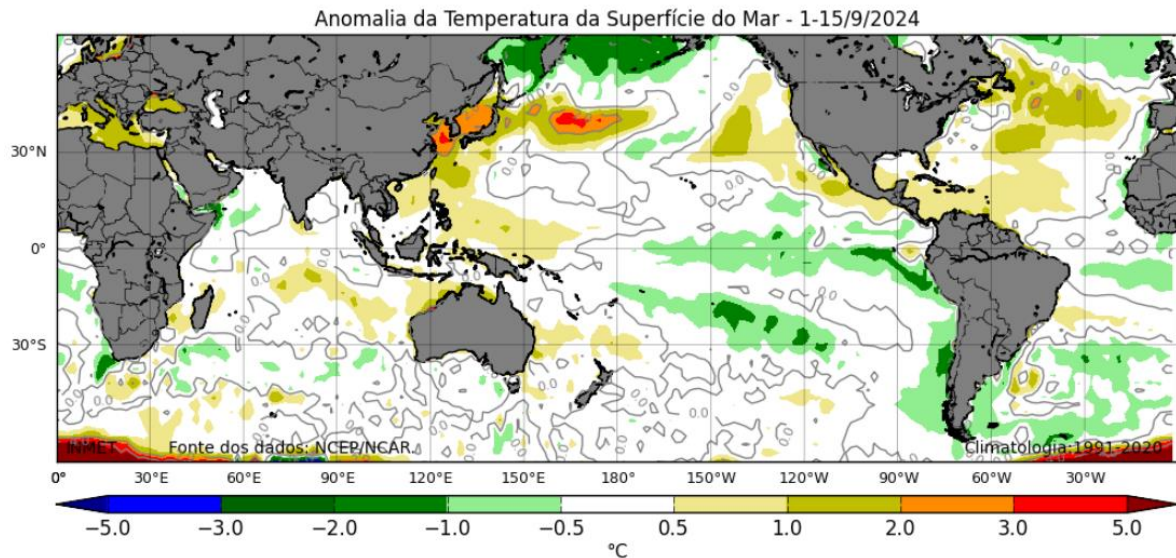 Anomalia da Temperatura da Superfície do Mar - 1-15/9/2024
30°N
0°
30°S
INMET Fonte dos dados: NCEP/NCAR. Climatologia:1991-2020
0° 30°E 60°E 90°E 120°E 150°E 180° 150°W 120°W 90°W 60°W 30°W
−5.0 −3.0 −2.0 −1.0 −0.5 0.5 1.0 2.0 3.0 5.0
°C